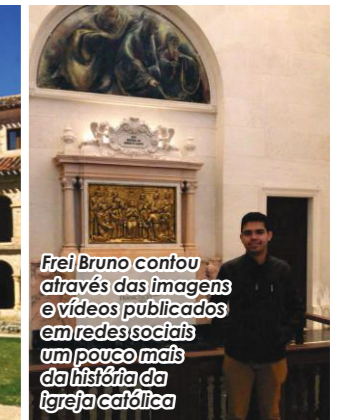 Frei Bruno contou
através das imagens
e vídeos publicados
em redes sociais
um pouco mais
da história da
igreja católica